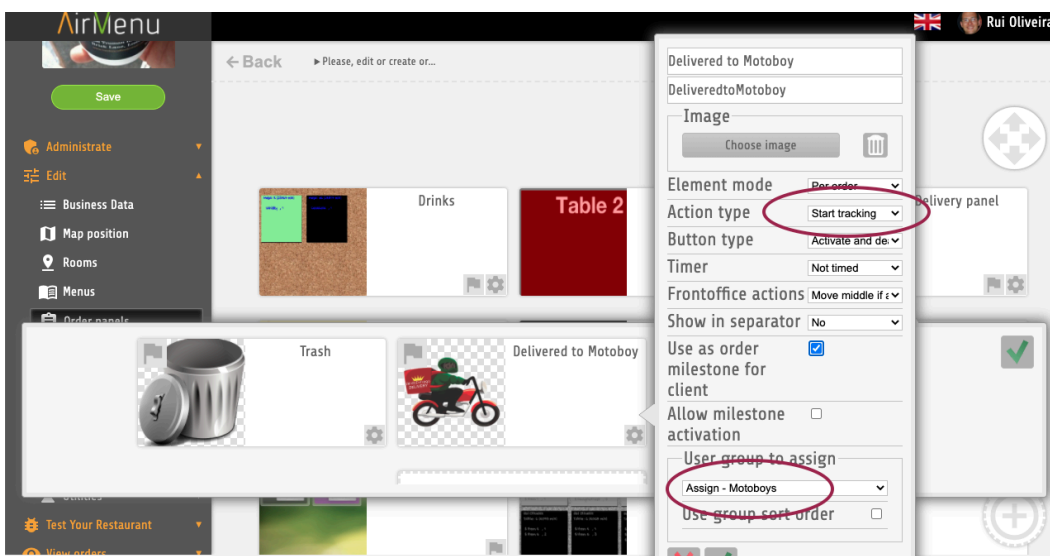 AirMenu
Rui Oliveira
Back
Please, edit or create or...
Save
Administrate
Edit
Business Data
Map position
Rooms
Menus
Order panels
Drinks
Table 2
Delivery panel
Delivered to Motoboy
DeliveredtoMotoboy
Image
Choose image
Element mode
Per order
Action type
Start tracking
Button type
Activate and de
Timer
Not timed
Frontoffice actions
Move middle if a
Show in separator
No
Use as order
milestone for
client
Allow milestone
activation
User group to assign
Assign - Motoboys
Use group sort order
Trash
Delivered to Motoboy
Utilities
Test Your Restaurant
View orders